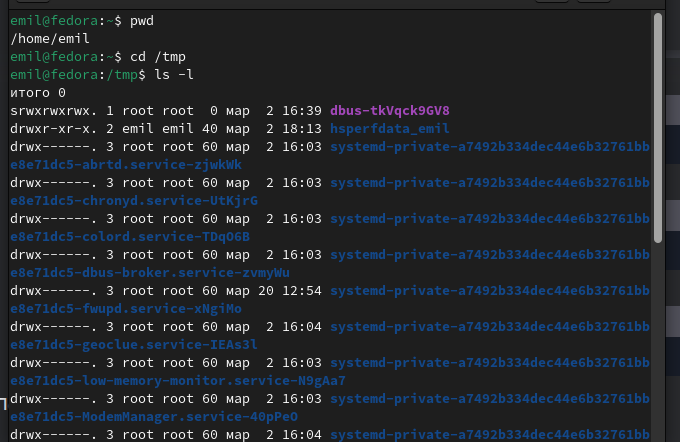 emil@fedora:~$ pwd
/home/emil
emil@fedora:~$ cd /tmp
emil@fedora:/tmp$ ls -l
итого 0
srwxrwxrwx. 1 root root  0 мар  2 16:39 dbus-tkVqck9GV8
drwxr-xr-x. 2 emil emil 40 мар  2 18:13 hsperfdata_emil
drwx------. 3 root root 60 мар  2 16:03 systemd-private-a7492b334dec44e6b32761bb
e8e71dc5-abrtd.service-zjwkWk
drwx------. 3 root root 60 мар  2 16:03 systemd-private-a7492b334dec44e6b32761bb
e8e71dc5-chronyd.service-UtKjrG
drwx------. 3 root root 60 мар  2 16:03 systemd-private-a7492b334dec44e6b32761bb
e8e71dc5-colord.service-TDqO6B
drwx------. 3 root root 60 мар  2 16:03 systemd-private-a7492b334dec44e6b32761bb
e8e71dc5-dbus-broker.service-zvmyWu
drwx------. 3 root root 60 мар 20 12:54 systemd-private-a7492b334dec44e6b32761bb
e8e71dc5-fwupd.service-xNgiMo
drwx------. 3 root root 60 мар  2 16:04 systemd-private-a7492b334dec44e6b32761bb
e8e71dc5-geoclue.service-IEAs3l
drwx------. 3 root root 60 мар  2 16:03 systemd-private-a7492b334dec44e6b32761bb
e8e71dc5-low-memory-monitor.service-N9gAa7
drwx------. 3 root root 60 мар  2 16:03 systemd-private-a7492b334dec44e6b32761bb
e8e71dc5-ModemManager.service-40pPeO
drwx------. 3 root root 60 мар  2 16:04 systemd-private-a7492b334dec44e6b32761bb